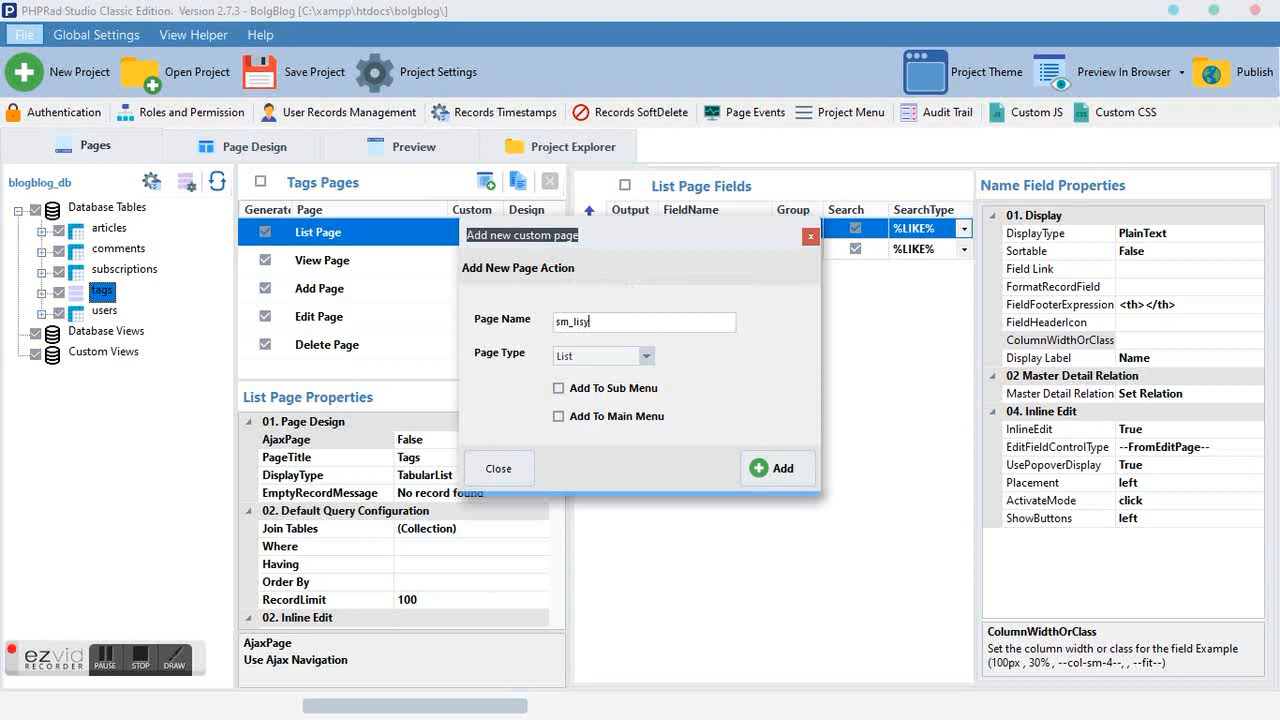 PHPRad Studio Classic Edition. Version 2.7.3 - BolgBlog [C:\xampp\htdocs\bolgblog\]
File Global Settings View Helper Help
New Project Open Project Save Project Project Settings Project Theme Preview In Browser Publish
Authentication Roles and Permission User Records Management Records Timestamps Records SoftDelete Page Events Project Menu Audit Trail Custom JS Custom CSS
Pages Page Design Preview Project Explorer
blogblog_db
Database Tables
articles
comments
subscriptions
tags
users
Database Views
Custom Views
Tags Pages
Generate Page Custom Design
List Page
View Page
Add Page
Edit Page
Delete Page
List Page Properties
01. Page Design
AjaxPage False
PageTitle Tags
DisplayType TabularList
EmptyRecordMessage No record found
02. Default Query Configuration
Join Tables (Collection)
Where
Having
Order By
RecordLimit 100
02. Inline Edit
AjaxPage
Use Ajax Navigation
List Page Fields
Output FieldName Group Search SearchType
%LIKE%
%LIKE%
Add new custom page
x
Add New Page Action
Page Name sm_lisy
Page Type List
Add To Sub Menu
Add To Main Menu
Close Add
Name Field Properties
01. Display
DisplayType PlainText
Sortable False
Field Link
FormatRecordField
FieldFooterExpression <th></th>
FieldHeaderIcon
ColumnWidthOrClass
Display Label Name
02 Master Detail Relation
Master Detail Relation Set Relation
04. Inline Edit
InlineEdit True
EditFieldControlType --FromEditPage--
UsePopoverDisplay True
Placement left
ActivateMode click
ShowButtons left
ColumnWidthOrClass
Set the column width or class for the field Example
(100px , 30% , --col-sm-4--, , --fit--)
ezvid
RECORDER
PAUSE STOP DRAW